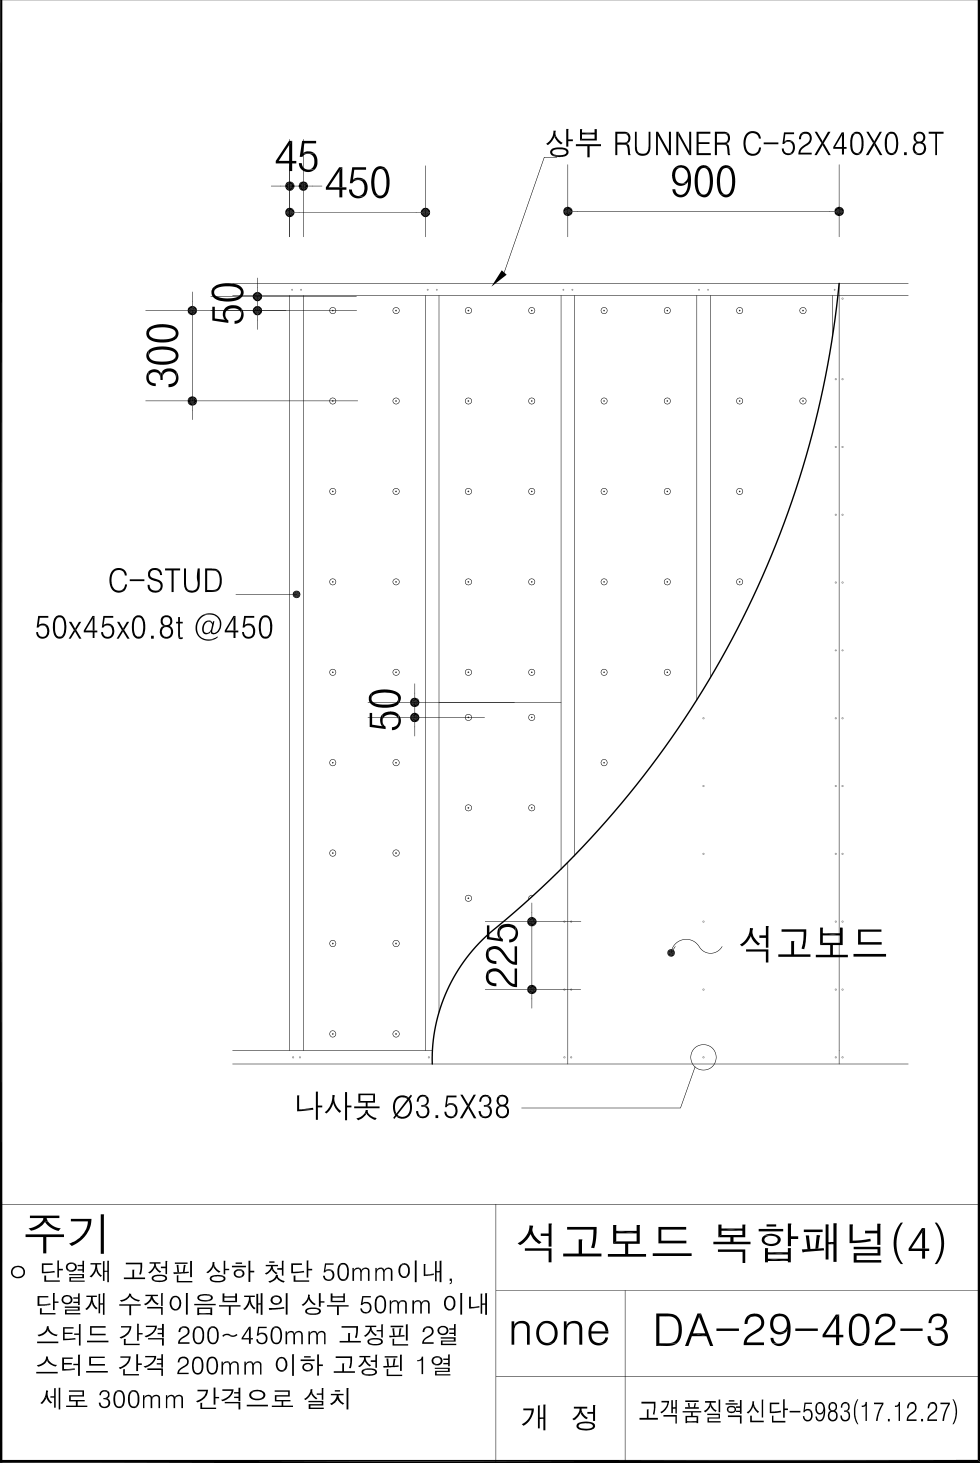 상부 RUNNER C-52X40X0.8T
45
450
900
50
300
C-STUD
50x45x0.8t @450
50
225
석고보드
나사못 Ø3.5X38
주기
ㅇ 단열재 고정핀 상하 첫단 50mm이내,
단열재 수직이음부재의 상부 50mm 이내
스터드 간격 200~450mm 고정핀 2열
스터드 간격 200mm 이하 고정핀 1열
세로 300mm 간격으로 설치
석고보드 복합패널(4)
none
DA-29-402-3
개 정
고객품질혁신단-5983(17.12.27)